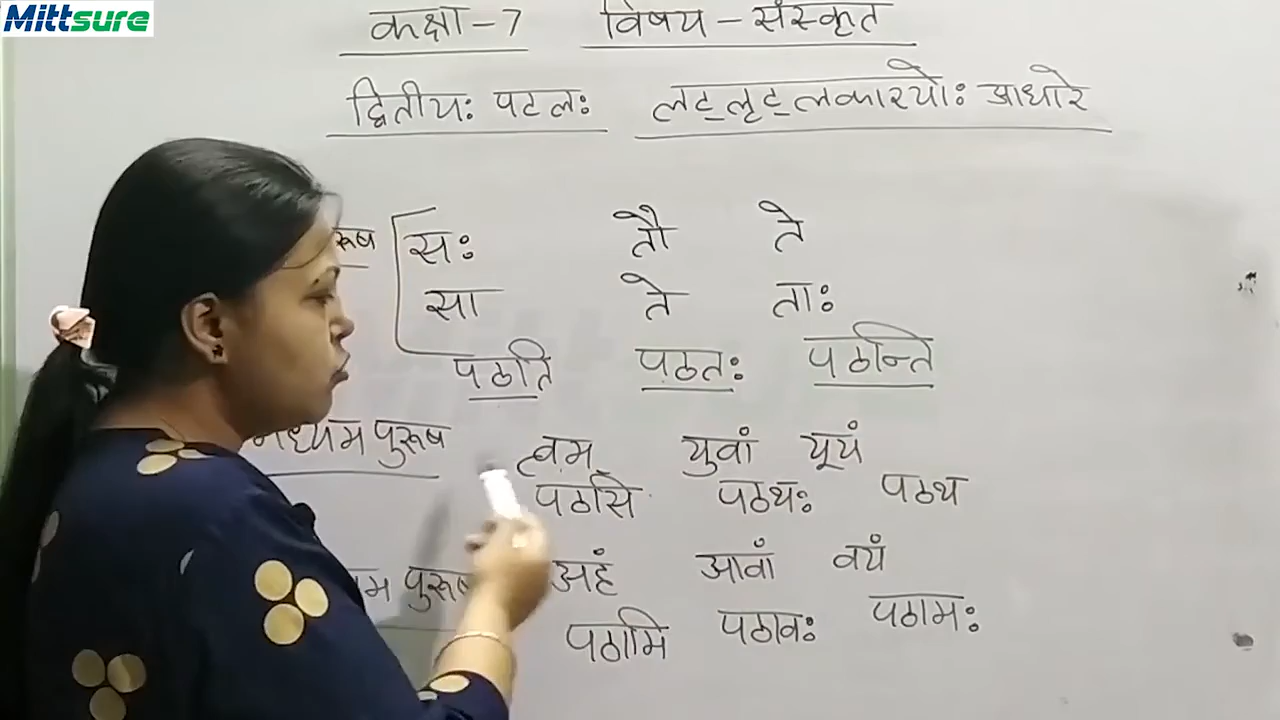 Mittsure
कक्षा-7 विषय - संस्कृत
द्वितीयः पटलः लट्लृट्लकारयोः आधारे
रूष सः तौ ते
सा ते ताः
पठति पठतः पठन्ति
मध्यम पुरूष त्वम् युवां यूयं
पठसि पठथः पठथ
म पुरूष अहं आवां वयं
पठामि पठावः पठामः